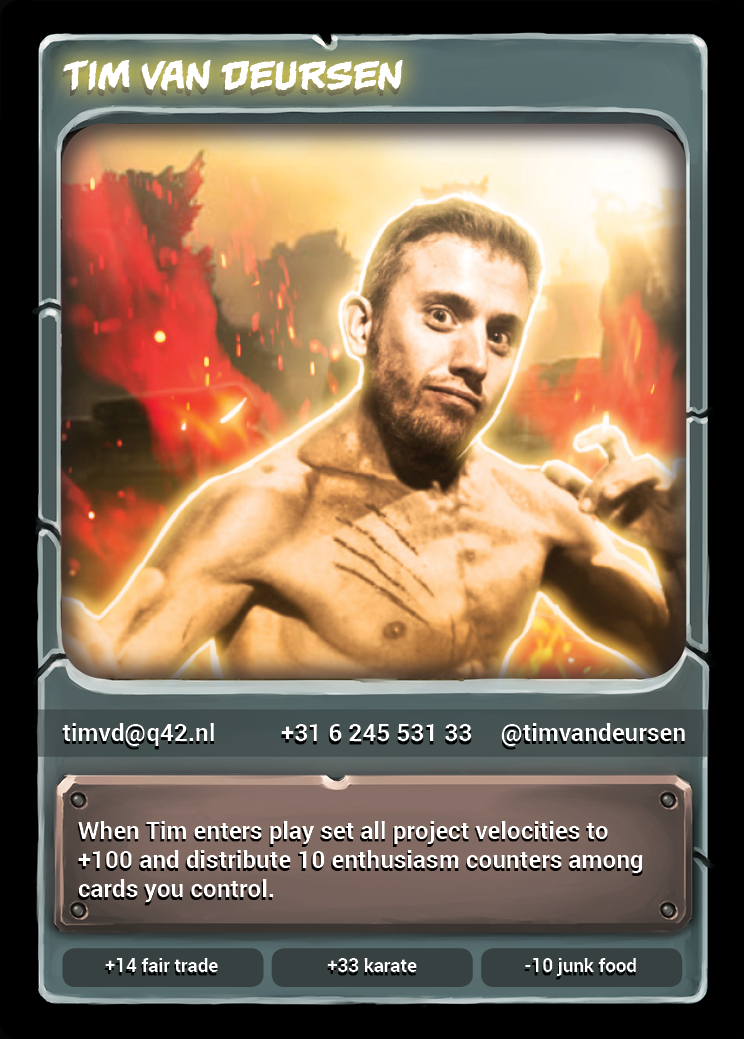 TIM VAN DEURSEN
timvd@q42.nl +31 6 245 531 33 @timvandeursen
When Tim enters play set all project velocities to
+100 and distribute 10 enthusiasm counters among
cards you control.
+14 fair trade +33 karate -10 junk food